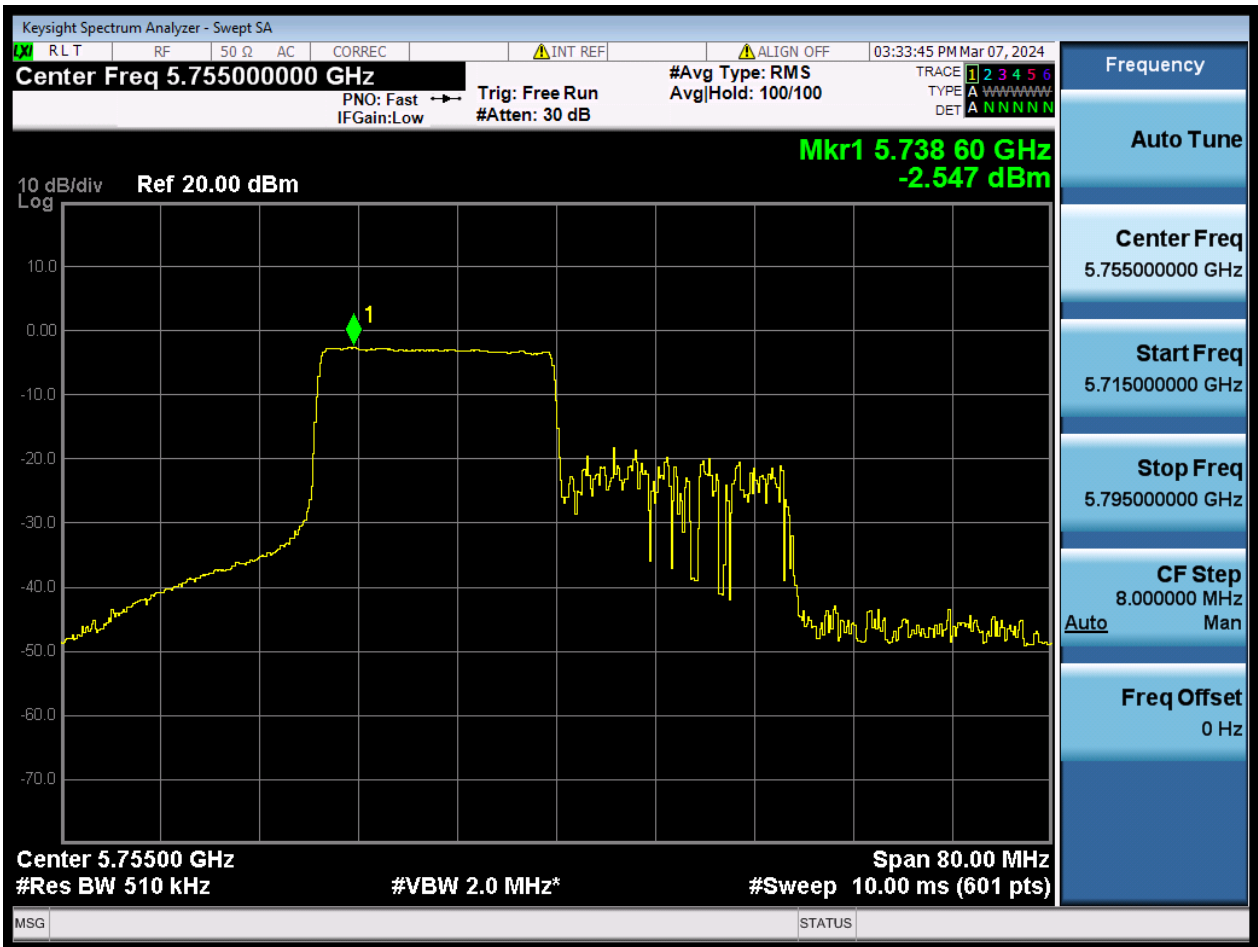 Keysight Spectrum Analyzer - Swept SA
LXI RLT RF 50 Ω AC CORREC INT REF ALIGN OFF 03:33:45 PM Mar 07, 2024
Center Freq 5.755000000 GHz
PNO: Fast
IFGain:Low
Trig: Free Run
#Atten: 30 dB
#Avg Type: RMS
Avg|Hold: 100/100
TRACE 1 2 3 4 5 6
TYPE A WWWWW
DET A N N N N N
Mkr1 5.738 60 GHz
-2.547 dBm
10 dB/div Ref 20.00 dBm
Log
10.0
1
0.00
-10.0
-20.0
-30.0
-40.0
-50.0
-60.0
-70.0
Center 5.75500 GHz Span 80.00 MHz
#Res BW 510 kHz #VBW 2.0 MHz* #Sweep 10.00 ms (601 pts)
MSG STATUS
Frequency
Auto Tune
Center Freq
5.755000000 GHz
Start Freq
5.715000000 GHz
Stop Freq
5.795000000 GHz
CF Step
8.000000 MHz
Auto Man
Freq Offset
0 Hz